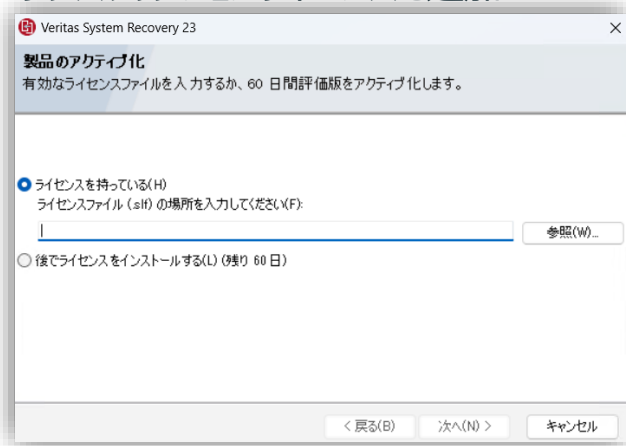 Veritas System Recovery 23
製品のアクティブ化
有効なライセンスファイルを入力するか、60 日間評価版をアクティブ化します。
ライセンスを持っている(H)
ライセンスファイル (.slf) の場所を入力してください(F):
参照(W)...
後でライセンスをインストールする(L) (残り 60 日)
< 戻る(B)
次へ(N) >
キャンセル